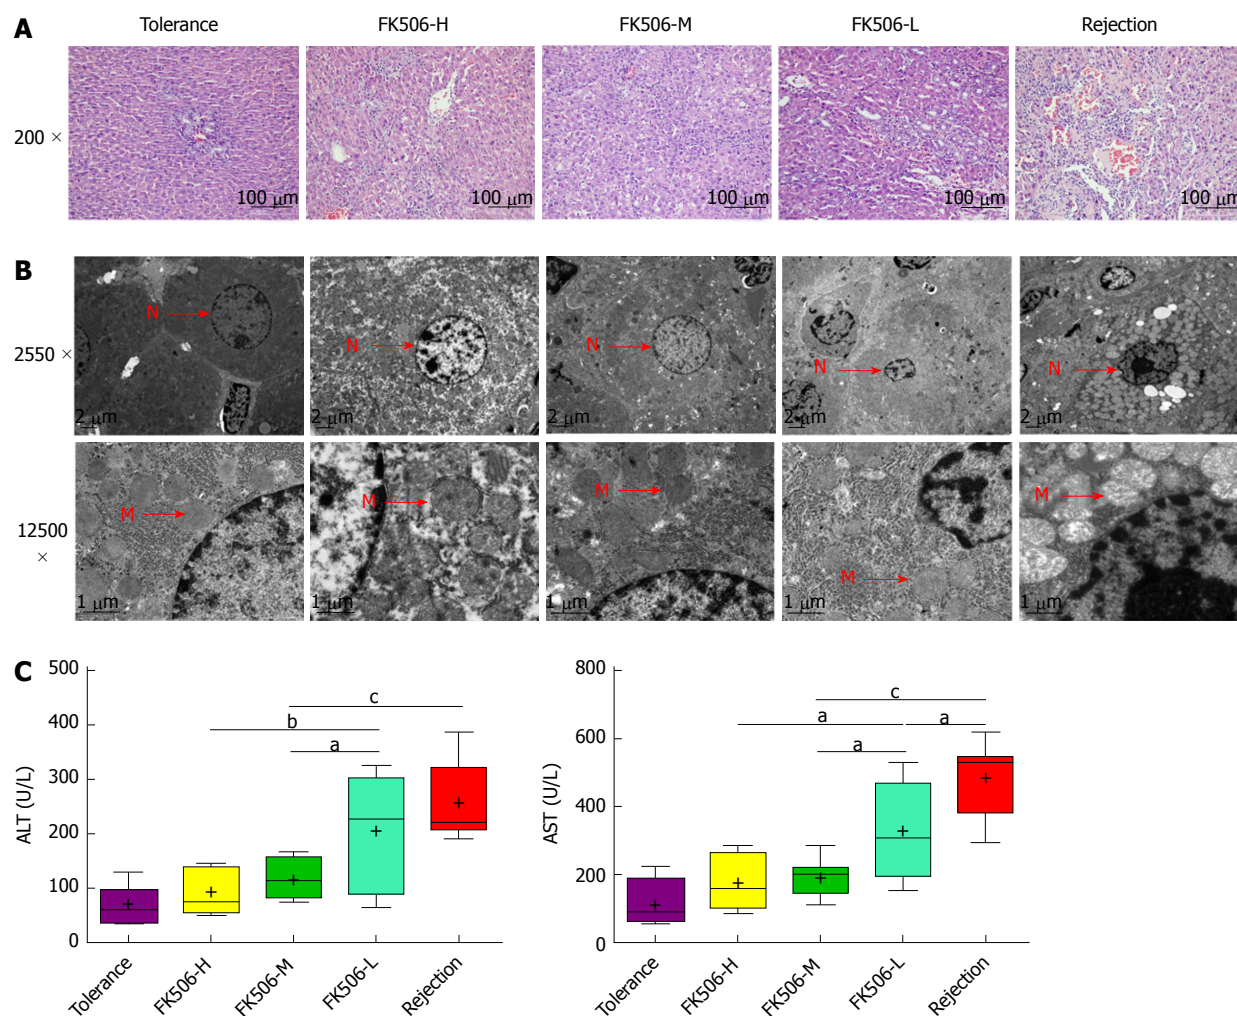 A
Tolerance
FK506-H
FK506-M
FK506-L
Rejection
200 ×
100 μm
100 μm
100 μm
100 μm
100 μm
B
2550 ×
N
N
N
N
N
2 μm
2 μm
2 μm
2 μm
2 μm
12500
×
M
M
M
M
M
1 μm
1 μm
1 μm
1 μm
1 μm
C
ALT (U/L)
500
400
300
200
100
0
c
b
a
Tolerance
FK506-H
FK506-M
FK506-L
Rejection
AST (U/L)
800
600
400
200
0
c
a
a
a
Tolerance
FK506-H
FK506-M
FK506-L
Rejection